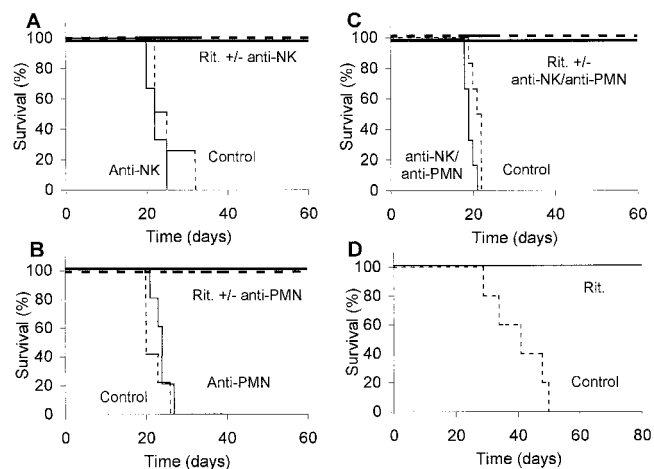 A
100
80
60
40
20
0
Survival (%)
Rit. +/- anti-NK
Anti-NK
Control
0 20 40 60
Time (days)
C
100
80
60
40
20
0
Survival (%)
Rit. +/-
anti-NK/anti-PMN
anti-NK/
anti-PMN
Control
0 20 40 60
Time (days)
B
100
80
60
40
20
0
Survival (%)
Rit. +/- anti-PMN
Anti-PMN
Control
0 20 40 60
Time (days)
D
100
80
60
40
20
0
Survival (%)
Rit.
Control
0 20 40 60 80
Time (days)